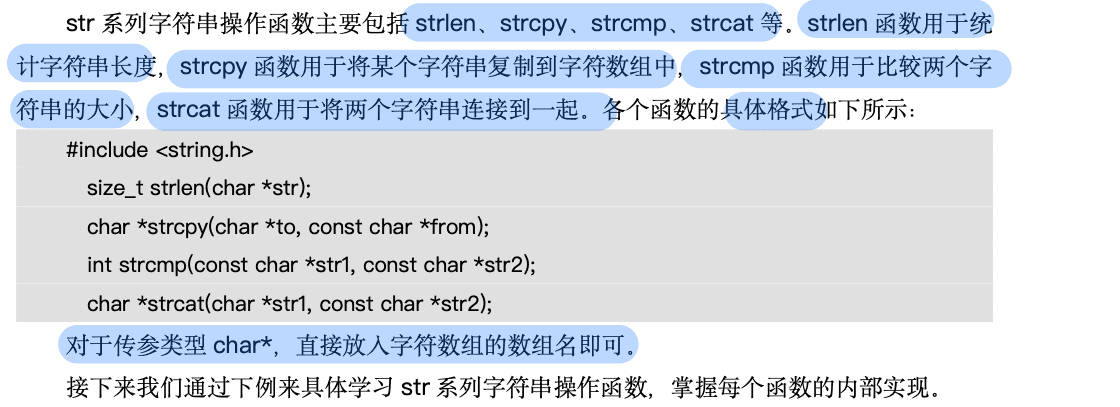 str 系列字符串操作函数主要包括 strlen、strcpy、strcmp、strcat 等。strlen 函数用于统
计字符串长度，strcpy 函数用于将某个字符串复制到字符数组中，strcmp 函数用于比较两个字
符串的大小，strcat 函数用于将两个字符串连接到一起。各个函数的具体格式如下所示：
#include <string.h>
size_t strlen(char *str);
char *strcpy(char *to, const char *from);
int strcmp(const char *str1, const char *str2);
char *strcat(char *str1, const char *str2);
对于传参类型 char*，直接放入字符数组的数组名即可。
接下来我们通过下例来具体学习 str 系列字符串操作函数，掌握每个函数的内部实现。